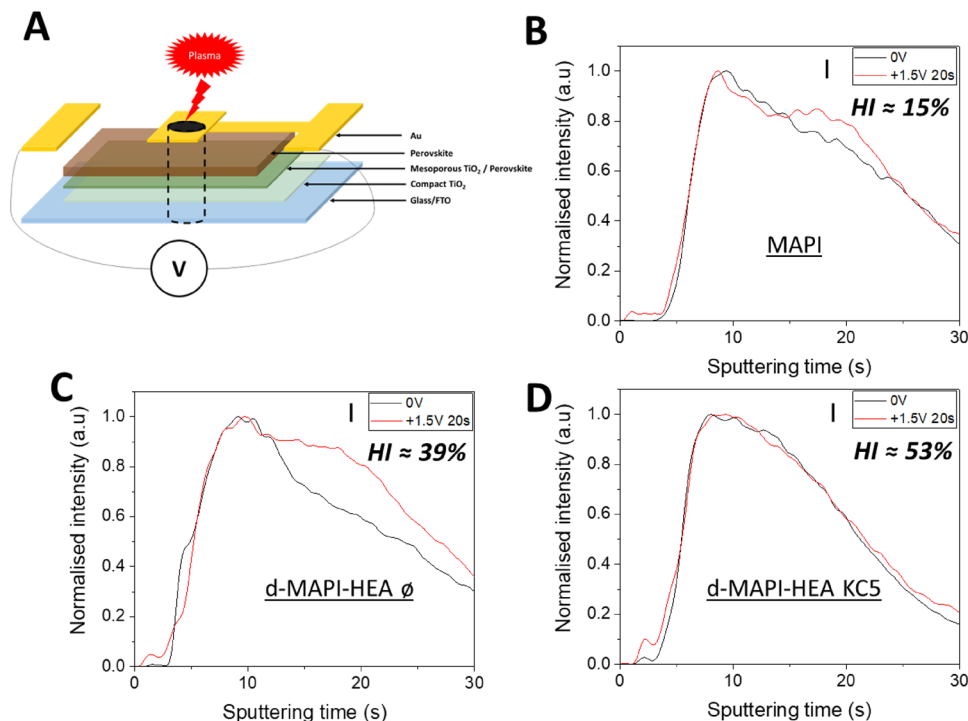 A
Plasma
Au
Perovskite
Mesoporous TiO₂ / Perovskite
Compact TiO₂
Glass/FTO
V
B
Normalised intensity (a.u)
1.0
0.8
0.6
0.4
0.2
0.0
I
0V
+1.5V 20s
HI ≈ 15%
MAPI
0 10 20 30
Sputtering time (s)
C
Normalised intensity (a.u)
1.0
0.8
0.6
0.4
0.2
0.0
I
0V
+1.5V 20s
HI ≈ 39%
d-MAPI-HEA ø
0 10 20 30
Sputtering time (s)
D
Normalised intensity (a.u)
1.0
0.8
0.6
0.4
0.2
0.0
I
0V
+1.5V 20s
HI ≈ 53%
d-MAPI-HEA KC5
0 10 20 30
Sputtering time (s)